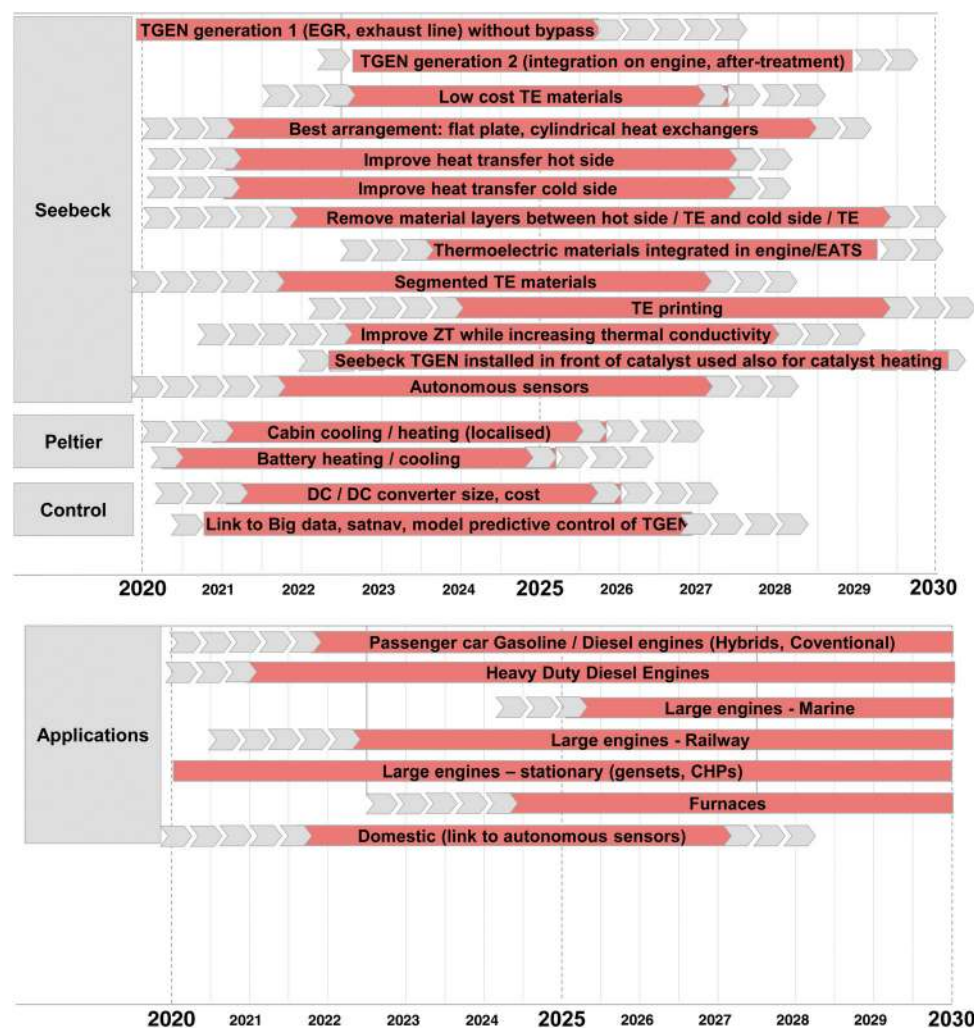 TGEN generation 1 (EGR, exhaust line) without bypass
TGEN generation 2 (integration on engine, after-treatment)
Low cost TE materials
Best arrangement: flat plate, cylindrical heat exchangers
Improve heat transfer hot side
Improve heat transfer cold side
Seebeck
Remove material layers between hot side / TE and cold side / TE
Thermoelectric materials integrated in engine/EATS
Segmented TE materials
TE printing
Improve ZT while increasing thermal conductivity
Seebeck TGEN installed in front of catalyst used also for catalyst heating
Autonomous sensors
Peltier
Cabin cooling / heating (localised)
Battery heating / cooling
Control
DC / DC converter size, cost
Link to Big data, satnav, model predictive control of TGEN
2020 2021 2022 2023 2024 2025 2026 2027 2028 2029 2030
Passenger car Gasoline / Diesel engines (Hybrids, Coventional)
Heavy Duty Diesel Engines
Large engines - Marine
Applications
Large engines - Railway
Large engines – stationary (gensets, CHPs)
Furnaces
Domestic (link to autonomous sensors)
2020 2021 2022 2023 2024 2025 2026 2027 2028 2029 2030